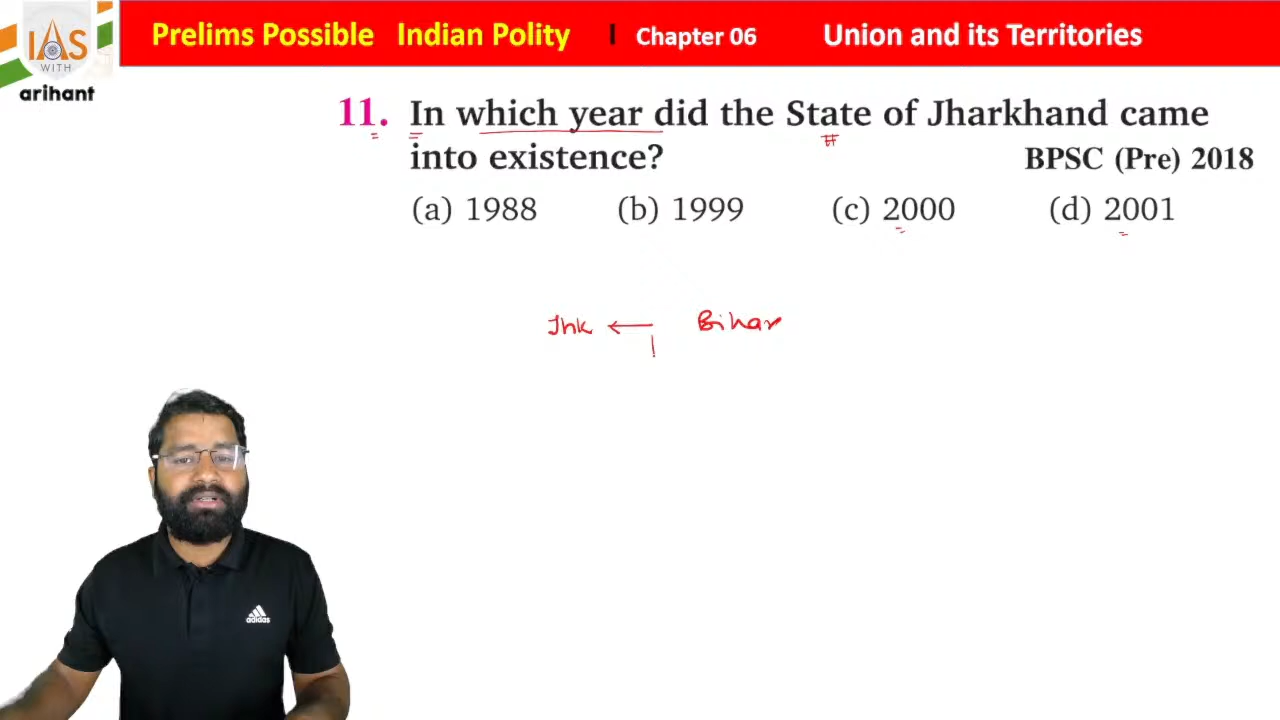 IAS
WITH
arihant
Prelims Possible Indian Polity I Chapter 06 Union and its Territories
11. In which year did the State of Jharkhand came
into existence? BPSC (Pre) 2018
(a) 1988 (b) 1999 (c) 2000 (d) 2001
Jhk ← Bihar
adidas